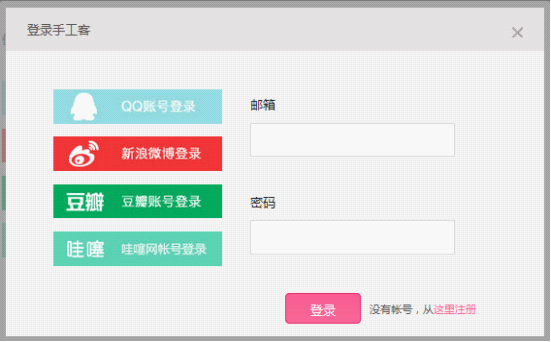 登录手工客
QQ账号登录
新浪微博登录
豆瓣 豆瓣账号登录
哇噻 哇噻网帐号登录
邮箱
密码
登录 没有帐号，从这里注册